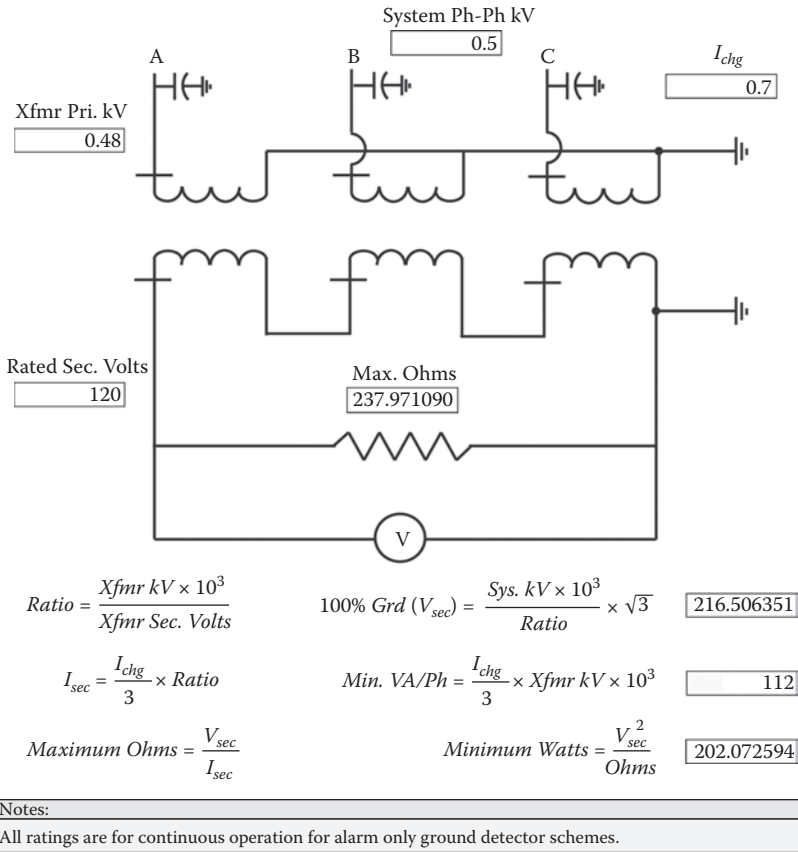 System Ph-Ph kV
0.5
A
B
C
I_chg
0.7
Xfmr Pri. kV
0.48
Rated Sec. Volts
120
Max. Ohms
237.971090
V
Ratio = Xfmr kV × 10³ / Xfmr Sec. Volts
100% Grd (V_sec) = Sys. kV × 10³ / Ratio × √3
216.506351
I_sec = I_chg / 3 × Ratio
Min. VA/Ph = I_chg / 3 × Xfmr kV × 10³
112
Maximum Ohms = V_sec / I_sec
Minimum Watts = V_sec² / Ohms
202.072594
Notes:
All ratings are for continuous operation for alarm only ground detector schemes.